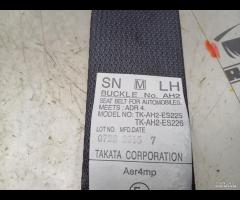 SN M LH
BUCKLE No. AH2
SEAT BELT FOR AUTOMOBILES.
MEETS: ADR 4.
MODEL NO: TK-AH2-ES225
TK-AH2-ES226
LOT NO. MFD.DATE
TAKATA CORPORATION
Aer4mp